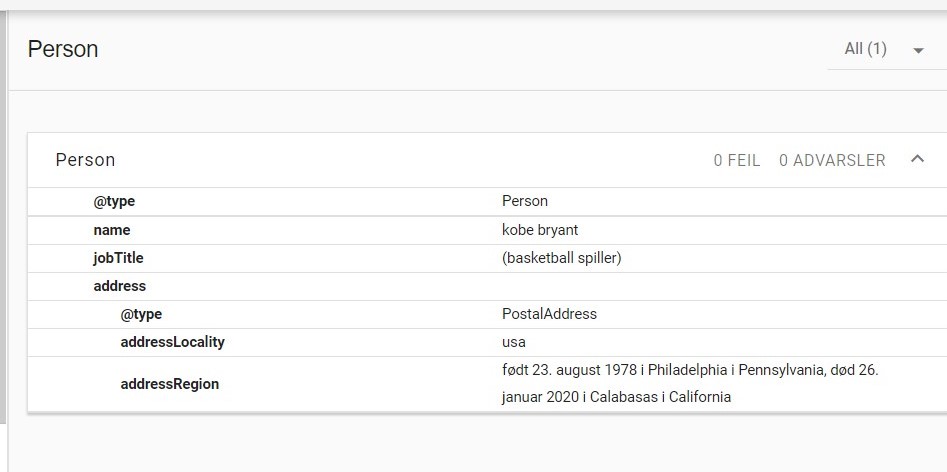 Person
All (1)
Person
0 FEIL 0 ADVARSLER
@type Person
name kobe bryant
jobTitle (basketball spiller)
address
@type PostalAddress
addressLocality usa
addressRegion født 23. august 1978 i Philadelphia i Pennsylvania, død 26.
januar 2020 i Calabasas i California